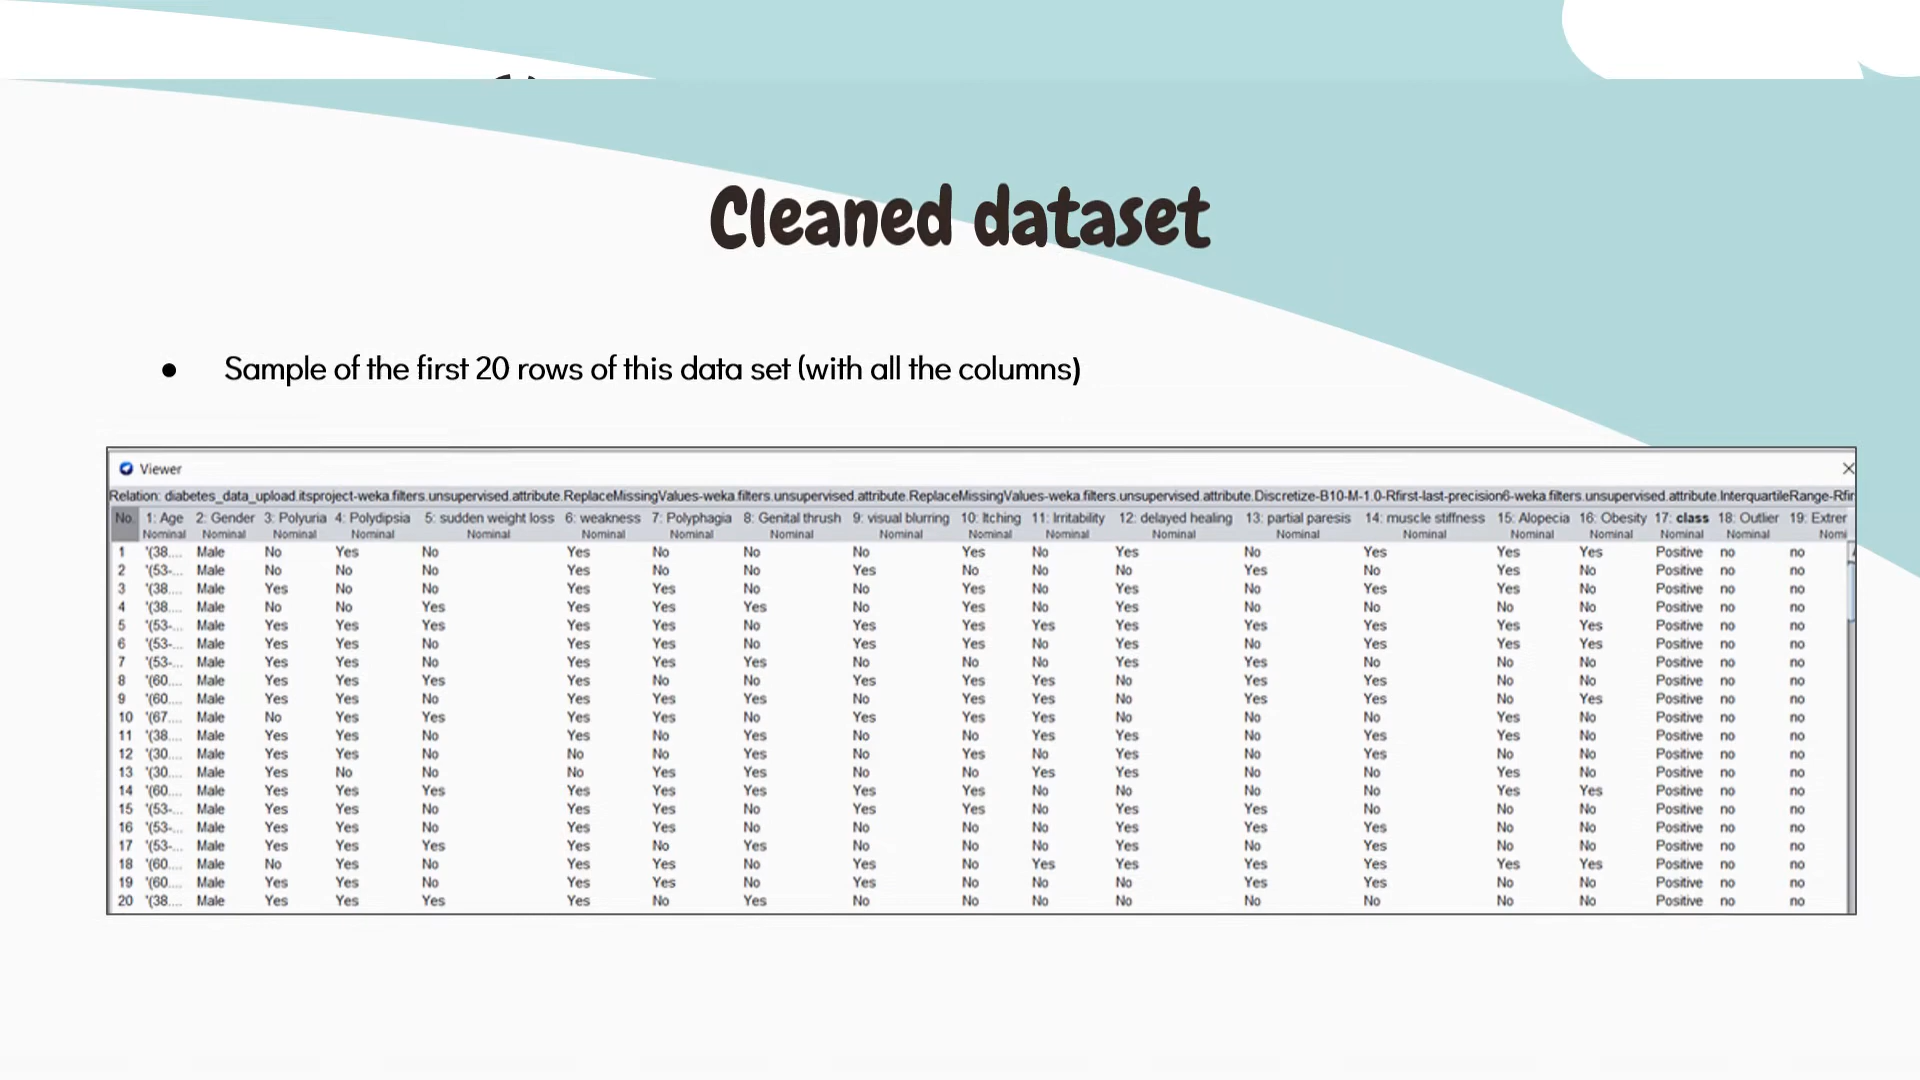 Cleaned dataset
● Sample of the first 20 rows of this data set (with all the columns)
Viewer
Relation: diabetes_data_upload.itsproject-weka.filters.unsupervised.attribute.ReplaceMissingValues-weka.filters.unsupervised.attribute.ReplaceMissingValues-weka.filters.unsupervised.attribute.Discretize-B10-M-1.0-Rfirst-last-precision6-weka.filters.unsupervised.attribute.InterquartileRange-Rfir
No. 1: Age 2: Gender 3: Polyuria 4: Polydipsia 5: sudden weight loss 6: weakness 7: Polyphagia 8: Genital thrush 9: visual blurring 10: Itching 11: Irritability 12: delayed healing 13: partial paresis 14: muscle stiffness 15: Alopecia 16: Obesity 17: class 18: Outlier 19: Extrer
Nominal Nominal Nominal Nominal Nominal Nominal Nominal Nominal Nominal Nominal Nominal Nominal Nominal Nominal Nominal Nominal Nominal Nominal Nomi
1 '(38.... Male No Yes No Yes No No No Yes No Yes No Yes Yes Yes Positive no no
2 '(53-... Male No No No Yes No No Yes No No No Yes No Yes No Positive no no
3 '(38.... Male Yes No No Yes Yes No No Yes No Yes No Yes Yes No Positive no no
4 '(38.... Male No No Yes Yes Yes Yes No Yes No Yes No No No No Positive no no
5 '(53-... Male Yes Yes Yes Yes Yes No Yes Yes Yes Yes Yes Yes Yes Yes Positive no no
6 '(53-... Male Yes Yes No Yes Yes No Yes Yes No Yes No Yes Yes Yes Positive no no
7 '(53-... Male Yes Yes No Yes Yes Yes No No No Yes Yes No No No Positive no no
8 '(60.... Male Yes Yes Yes Yes No No Yes Yes Yes No Yes Yes No No Positive no no
9 '(60.... Male Yes Yes No Yes Yes Yes No Yes Yes No Yes Yes No Yes Positive no no
10 '(67.... Male No Yes Yes Yes Yes No Yes Yes Yes No No No Yes No Positive no no
11 '(38.... Male Yes Yes No Yes No Yes No No Yes Yes No Yes Yes No Positive no no
12 '(30.... Male Yes Yes No No No Yes No Yes No Yes No Yes No No Positive no no
13 '(30.... Male Yes No No No Yes Yes No No Yes Yes No No Yes No Positive no no
14 '(60.... Male Yes Yes Yes Yes Yes Yes Yes Yes No No No No Yes Yes Positive no no
15 '(53-... Male Yes Yes No Yes Yes No Yes Yes No Yes Yes No No No Positive no no
16 '(53-... Male Yes Yes No Yes Yes No No No No Yes Yes Yes No No Positive no no
17 '(53-... Male Yes Yes Yes Yes No Yes No No No Yes No Yes No No Positive no no
18 '(60.... Male No Yes No Yes Yes No Yes No Yes Yes Yes Yes Yes Yes Positive no no
19 '(60.... Male Yes Yes No Yes Yes No Yes No No No Yes Yes No No Positive no no
20 '(38.... Male Yes Yes Yes Yes No Yes No No No No No No No No Positive no no